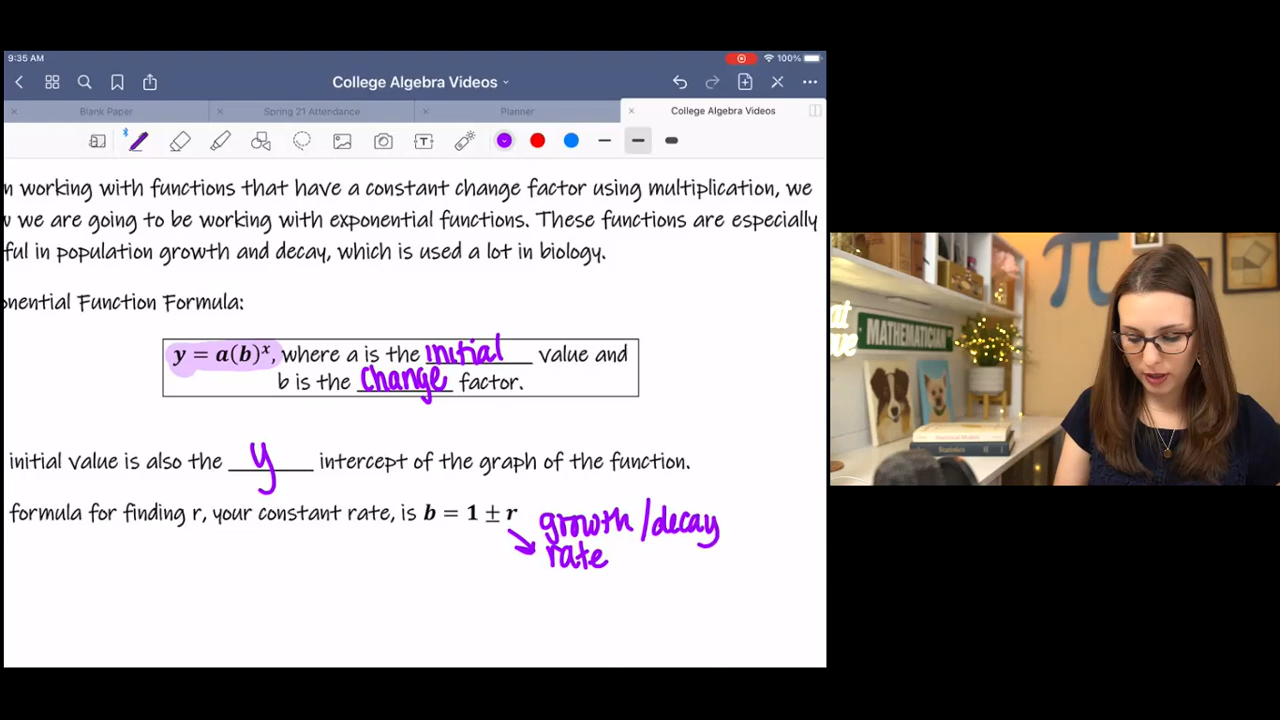 9:35 AM
100%
College Algebra Videos
Blank Paper
Spring 21 Attendance
Planner
College Algebra Videos
n working with functions that have a constant change factor using multiplication, we
w we are going to be working with exponential functions. These functions are especially
ful in population growth and decay, which is used a lot in biology.
onential Function Formula:
y = a(b)ˣ, where a is the initial value and
b is the change factor.
initial value is also the y intercept of the graph of the function.
formula for finding r, your constant rate, is b = 1 ± r
growth/decay
rate
MATHEMATICIAN
Statistics